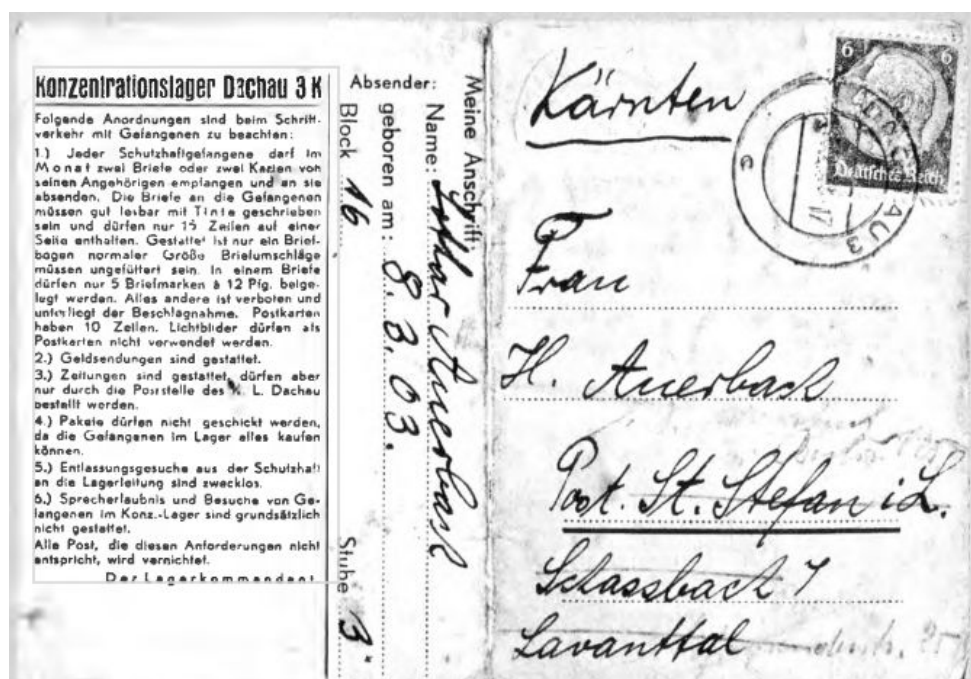 Konzentrationslager Dachau 3 K
Folgende Anordnungen sind beim Schrift-
verkehr mit Gefangenen zu beachten:
1.) Jeder Schutzhaftgefangene darf im
Monat zwei Briefe oder zwei Karten von
seinen Angehörigen empfangen und an sie
absenden. Die Briefe an die Gefangenen
müssen gut lesbar mit Tinte geschrieben
sein und dürfen nur 15 Zeilen auf einer
Seite enthalten. Gestattet ist nur ein Brief-
bogen normaler Größe Briefumschläge
müssen ungefüttert sein. In einem Briefe
dürfen nur 5 Briefmarken à 12 Pfg. beige-
legt werden. Alles andere ist verboten und
unterliegt der Beschlagnahme. Postkarten
haben 10 Zeilen. Lichtbilder dürfen als
Postkarten nicht verwendet werden.
2.) Geldsendungen sind gestattet.
3.) Zeitungen sind gestattet, dürfen aber
nur durch die Poststelle des K. L. Dachau
bestellt werden.
4.) Pakete dürfen nicht geschickt werden,
da die Gefangenen im Lager alles kaufen
können.
5.) Entlassungsgesuche aus der Schutzhaft
an die Lagerleitung sind zwecklos.
6.) Sprecherlaubnis und Besuche von Ge-
fangenen im Konz.-Lager sind grundsätzlich
nicht gestattet.
Alle Post, die diesen Anforderungen nicht
entspricht, wird vernichtet.
Der Lagerkommandant
Absender:
Meine Anschrift:
Name: Auerbach
geboren am: 8. 3. 03.
Block 16 Stube 3.
Kärnten
6 6
Deutsches Reich
Frau
H. Auerbach
Post. St. Stefan i. L.
Schassbach 7
Lavanttal